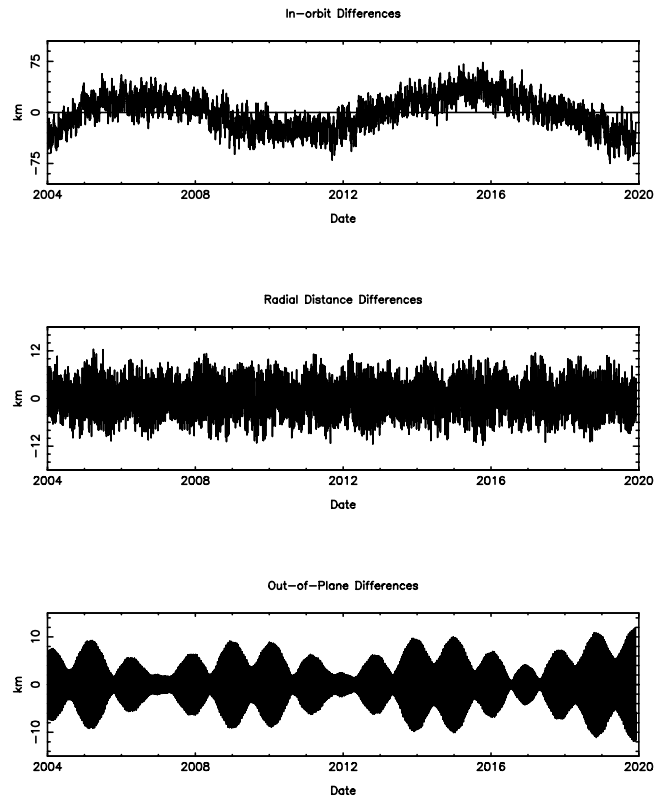 In-orbit Differences
75
0
-75
km
2004 2008 2012 2016 2020
Date
Radial Distance Differences
12
0
-12
km
2004 2008 2012 2016 2020
Date
Out-of-Plane Differences
10
0
-10
km
2004 2008 2012 2016 2020
Date